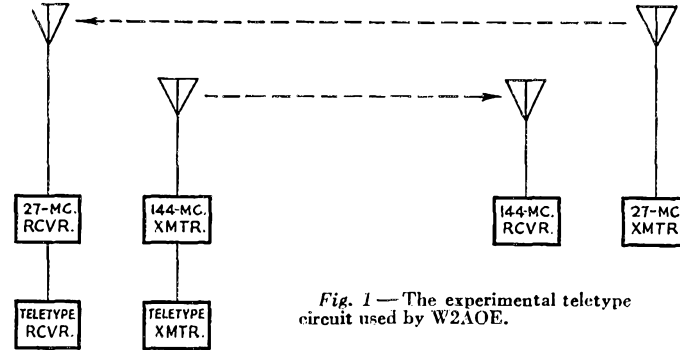 27-MC.
RCVR.
144-MC.
XMTR.
144-MC.
RCVR.
27-MC
XMTR.
TELETYPE
RCVR.
TELETYPE
XMTR.
Fig. 1 — The experimental teletype
circuit used by W2AOE.